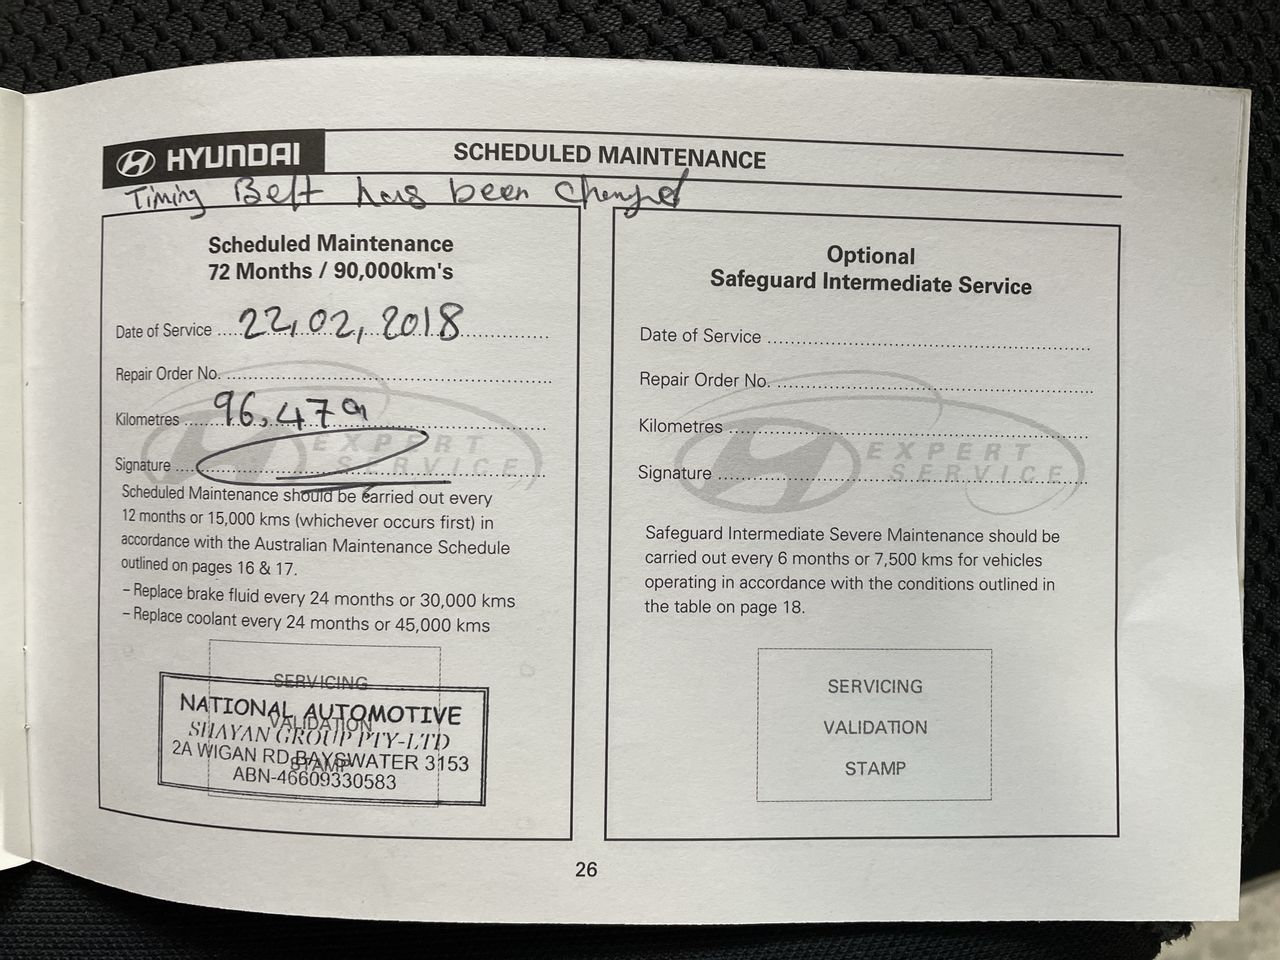 HYUNDAI
SCHEDULED MAINTENANCE
Timing Belt has been changed
Scheduled Maintenance
72 Months / 90,000km's
Date of Service ....22,02,2018....
Repair Order No. ....
Kilometres ....
Signature ....
EXPERT
SERVICE
Scheduled Maintenance should be carried out every
12 months or 15,000 kms (whichever occurs first) in
accordance with the Australian Maintenance Schedule
outlined on pages 16 & 17.
– Replace brake fluid every 24 months or 30,000 kms
– Replace coolant every 24 months or 45,000 kms
SERVICING
VALIDATION
STAMP
NATIONAL AUTOMOTIVE
SHAYAN GROUP PTY-LTD
2A WIGAN RD BAYSWATER 3153
ABN-46609330583
Optional
Safeguard Intermediate Service
Date of Service ....
Repair Order No. ....
Kilometres ....
Signature ....
EXPERT
SERVICE
Safeguard Intermediate Severe Maintenance should be
carried out every 6 months or 7,500 kms for vehicles
operating in accordance with the conditions outlined in
the table on page 18.
SERVICING
VALIDATION
STAMP
26